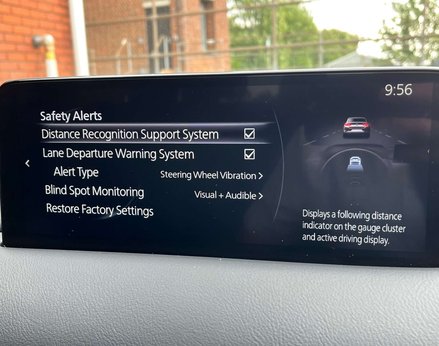 9:56
Safety Alerts
Distance Recognition Support System
Lane Departure Warning System
Alert Type Steering Wheel Vibration >
Blind Spot Monitoring Visual + Audible >
Restore Factory Settings
Displays a following distance
indicator on the gauge cluster
and active driving display.